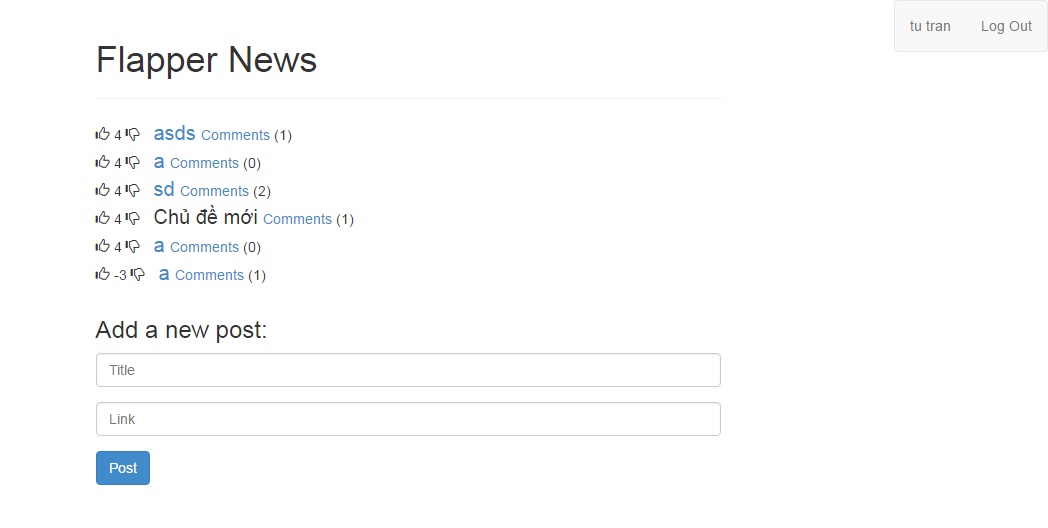 tu tran Log Out
Flapper News
4 asds Comments (1)
4 a Comments (0)
4 sd Comments (2)
4 Chủ đề mới Comments (1)
4 a Comments (0)
-3 a Comments (1)
Add a new post:
Title
Link
Post